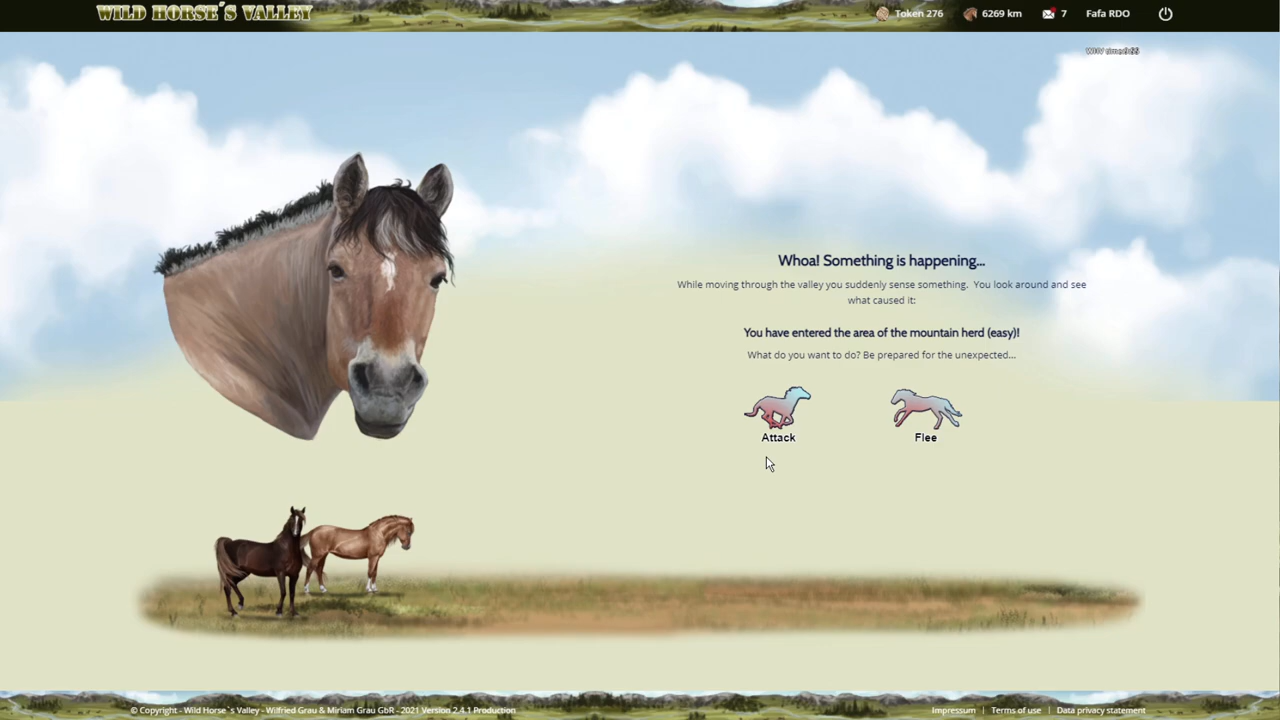 WILD HORSE´S VALLEY
Token 276
6269 km
7
Fafa RDO
Whoa! Something is happening...
While moving through the valley you suddenly sense something. You look around and see
what caused it:
You have entered the area of the mountain herd (easy)!
What do you want to do? Be prepared for the unexpected...
Attack
Flee
© Copyright - Wild Horse`s Valley - Wilfried Grau & Miriam Grau GbR - 2021 Version 2.4.1 Production
Impressum | Terms of use | Data privacy statement